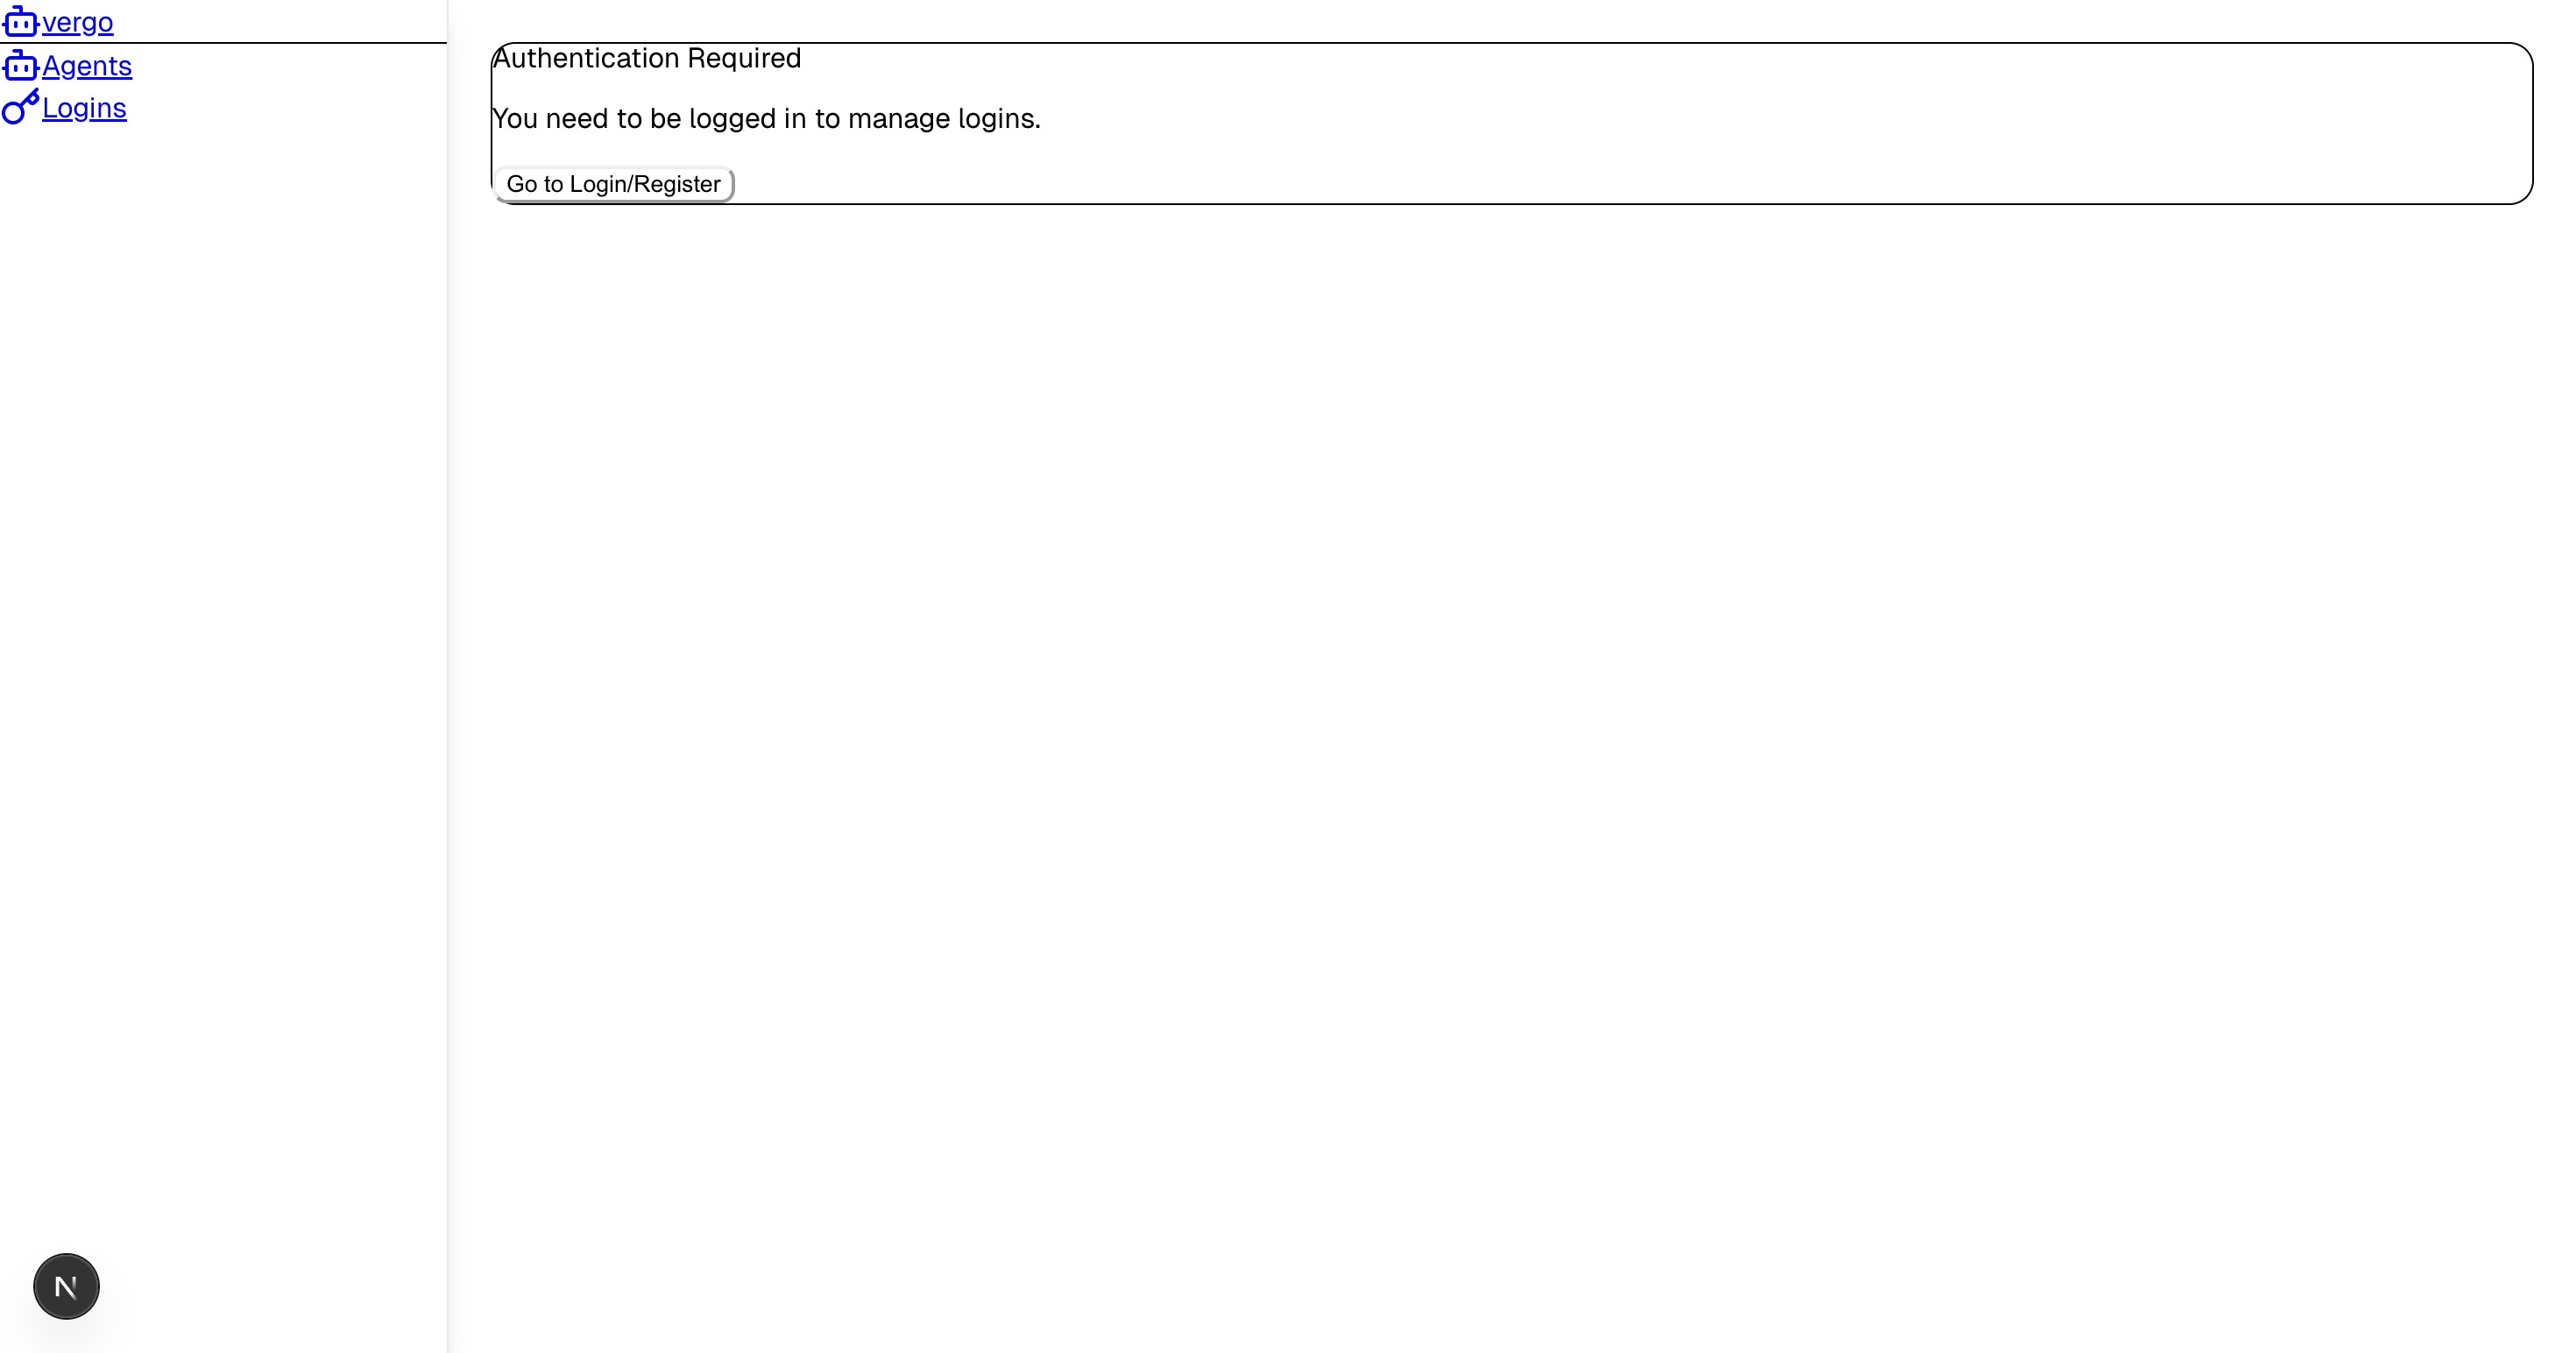 vergo
Agents
Logins
Authentication Required
You need to be logged in to manage logins.
Go to Login/Register
N